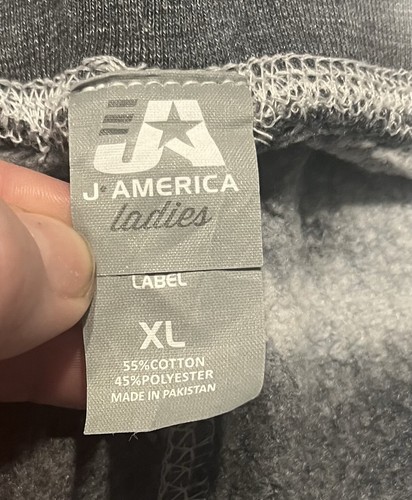 JA
J★AMERICA
ladies
LABEL
XL
55%COTTON
45%POLYESTER
MADE IN PAKISTAN